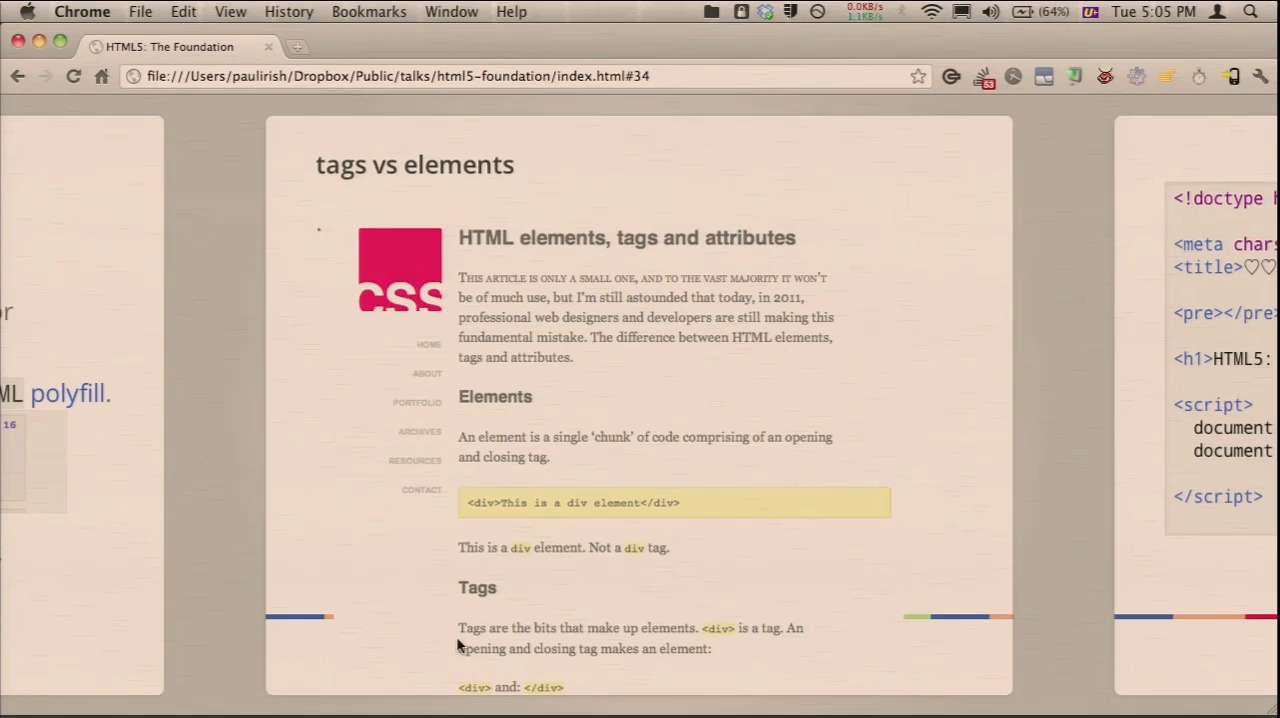 Chrome File Edit View History Bookmarks Window Help 0.0KB/s 1.1KB/s (64%) Tue 5:05 PM
HTML5: The Foundation
file:///Users/paulirish/Dropbox/Public/talks/html5-foundation/index.html#34
53
tags vs elements
css
HOME
ABOUT
PORTFOLIO
ARCHIVES
RESOURCES
CONTACT
HTML elements, tags and attributes
THIS ARTICLE IS ONLY A SMALL ONE, AND TO THE VAST MAJORITY IT WON'T
be of much use, but I'm still astounded that today, in 2011,
professional web designers and developers are still making this
fundamental mistake. The difference between HTML elements,
tags and attributes.
Elements
An element is a single ‘chunk’ of code comprising of an opening
and closing tag.
<div>This is a div element</div>
This is a div element. Not a div tag.
Tags
Tags are the bits that make up elements. <div> is a tag. An
opening and closing tag makes an element:
<div> and: </div>
or
ML polyfill.
16
<!doctype h
<meta chars
<title>♡♡
<pre></pre>
<h1>HTML5:
<script>
document
document
</script>